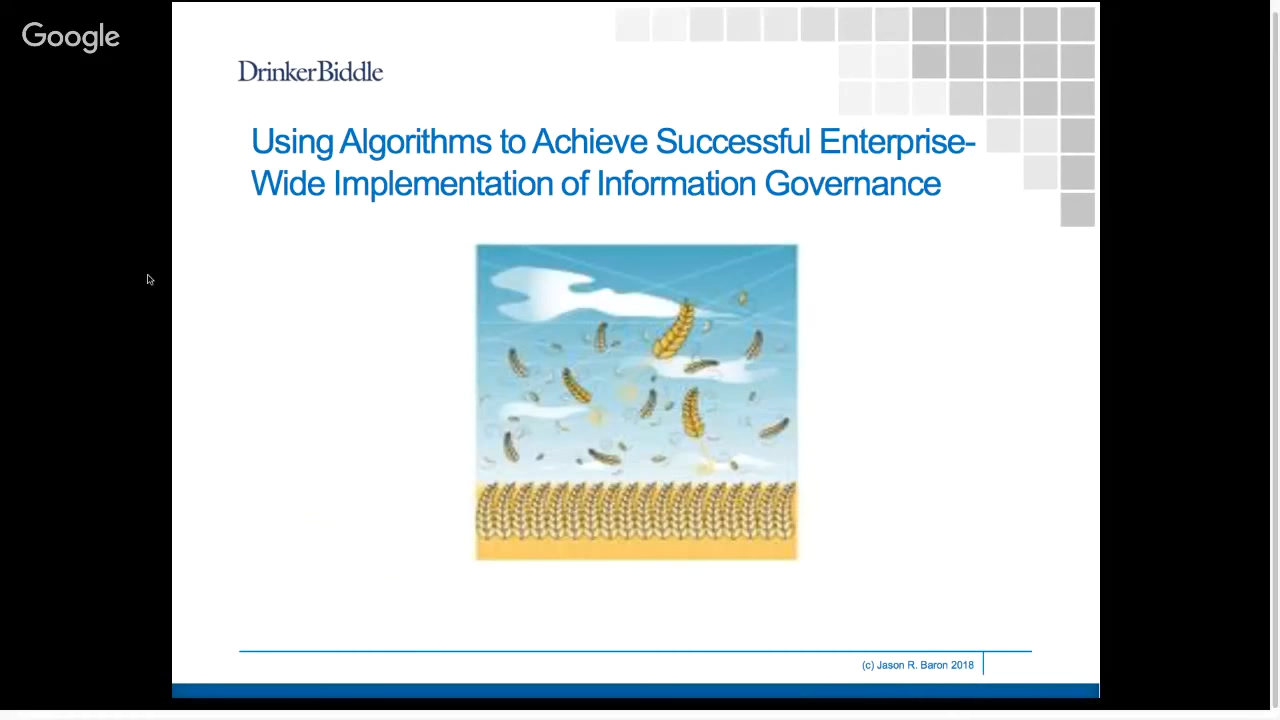 Google
DrinkerBiddle
Using Algorithms to Achieve Successful Enterprise-
Wide Implementation of Information Governance
(c) Jason R. Baron 2018